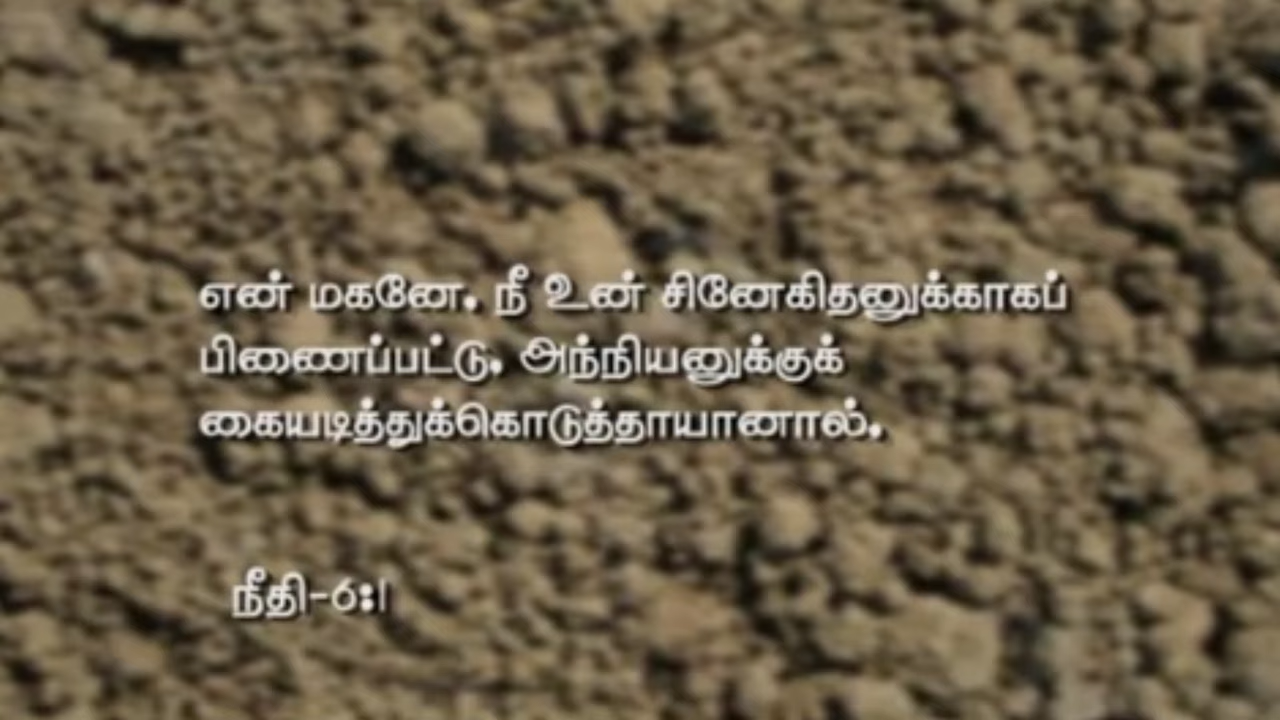 என் மகனே. நீ உன் சினேகிதனுக்காகப்
பிணைப்பட்டு. அந்நியனுக்குக்
கையடித்துக்கொடுத்தாயானால்.
நீதி-6:1